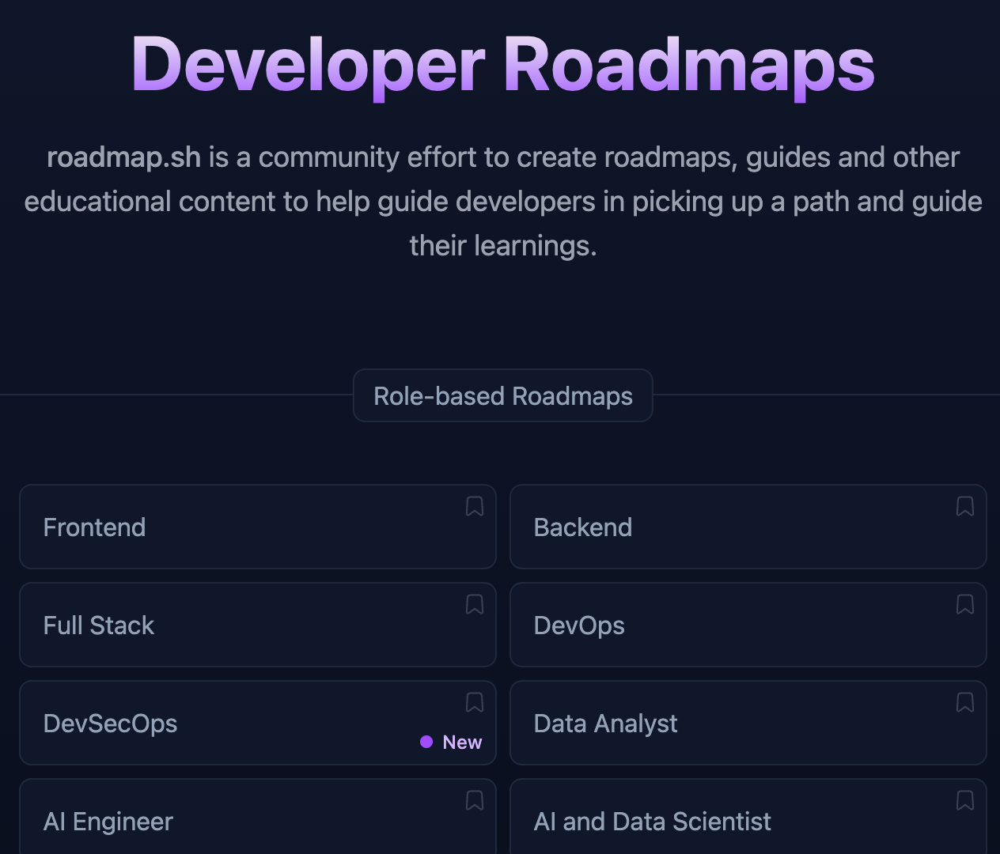 Developer Roadmaps
roadmap.sh is a community effort to create roadmaps, guides and other
educational content to help guide developers in picking up a path and guide
their learnings.
Role-based Roadmaps
Frontend
Backend
Full Stack
DevOps
DevSecOps
New
Data Analyst
AI Engineer
AI and Data Scientist